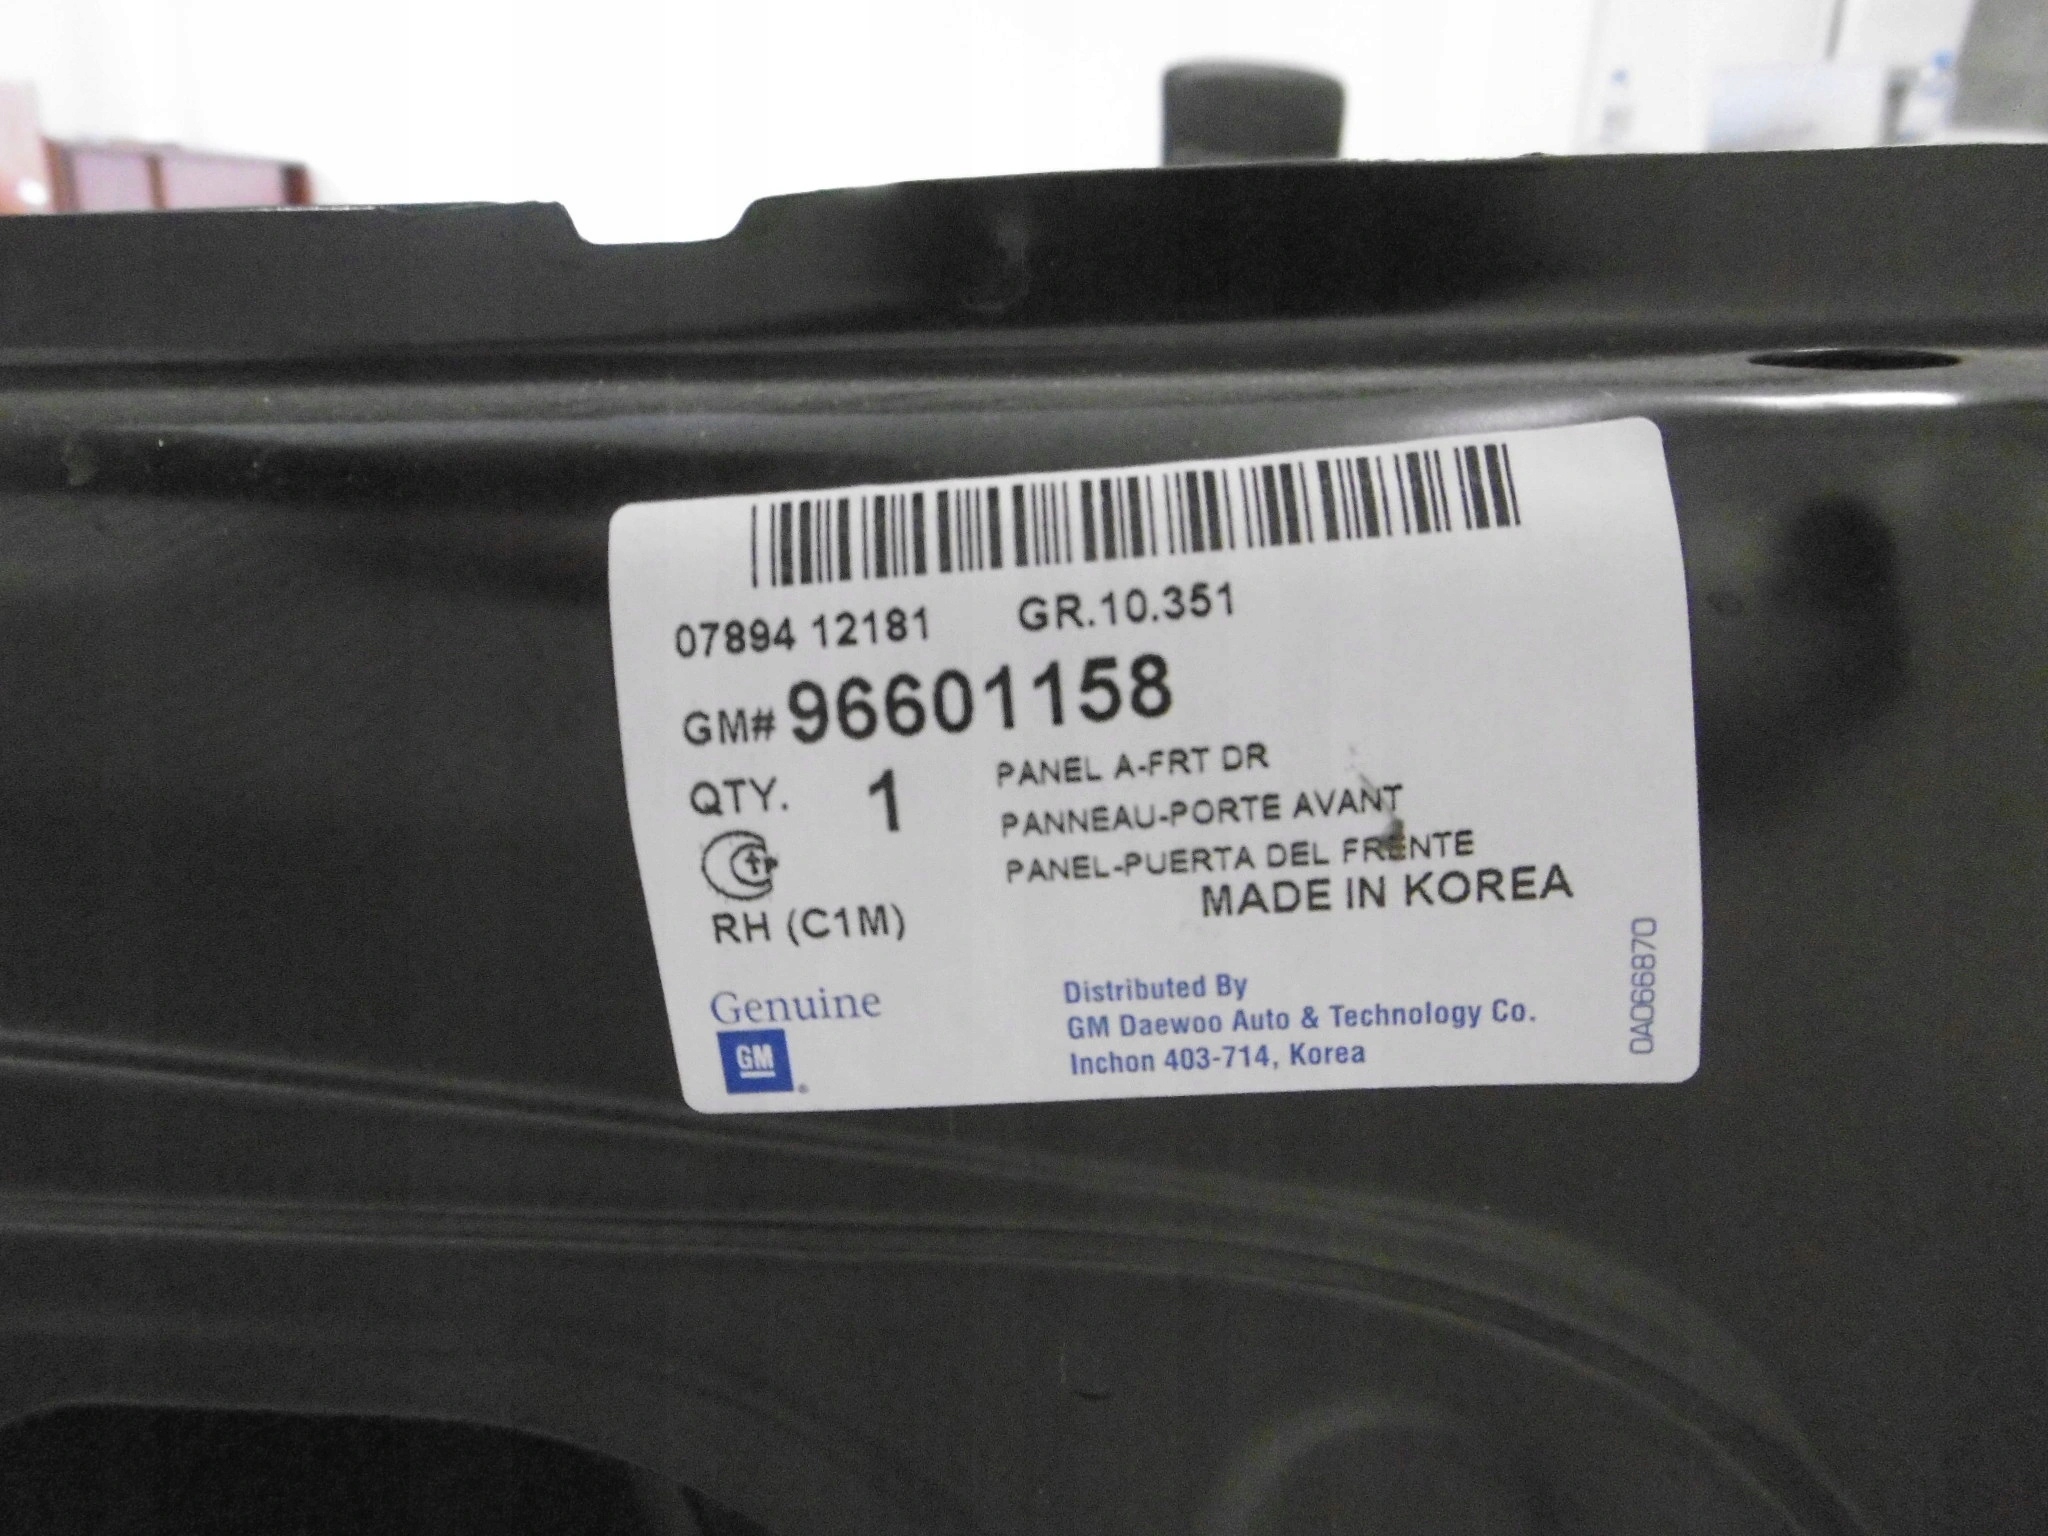 07894 12181 GR.10.351
GM# 96601158
QTY. 1
PANEL A-FRT DR
PANNEAU-PORTE AVANT
PANEL-PUERTA DEL FRENTE
MADE IN KOREA
RH (C1M)
Genuine
GM
Distributed By
GM Daewoo Auto & Technology Co.
Inchon 403-714, Korea
0A066870